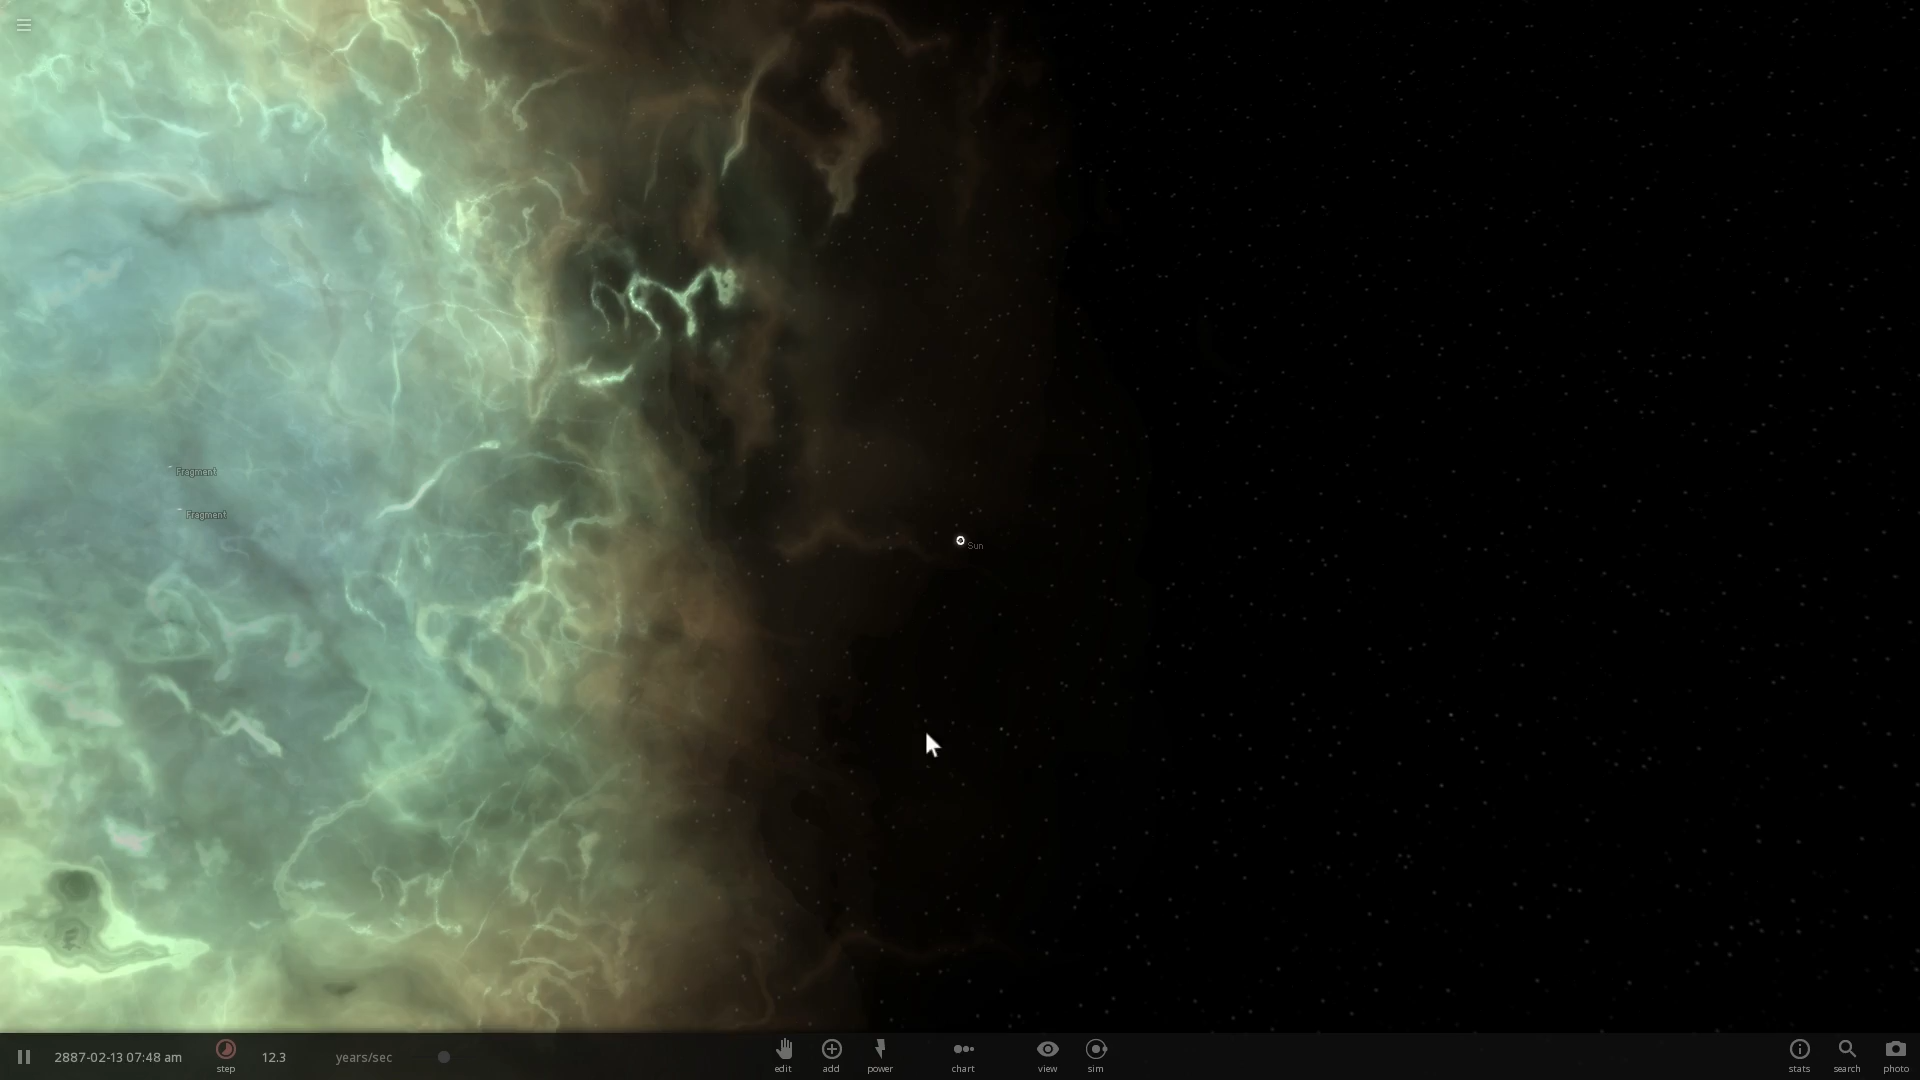 Fragment
Fragment
Sun
2887-02-13 07:48 am
step
12.3
years/sec
edit
add
power
chart
view
sim
stats
search
photo